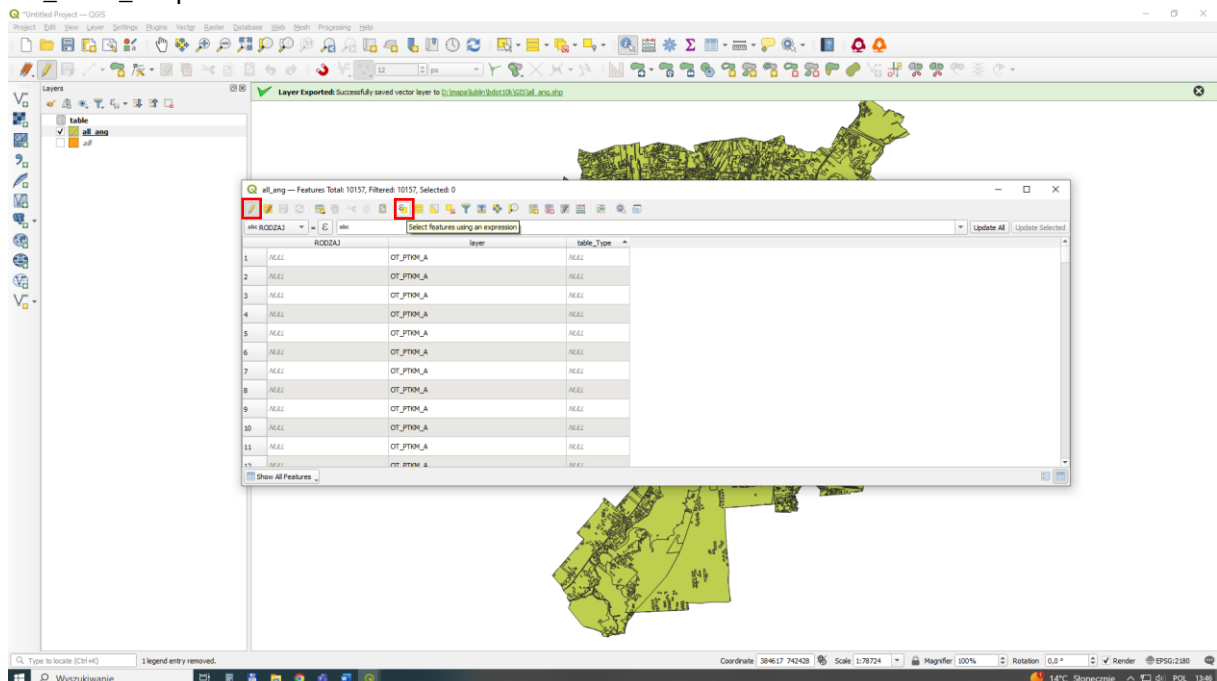 *Untitled Project — QGIS
Project Edit View Layer Settings Plugins Vector Raster Database Web Mesh Processing Help
12 px
Layers
Layer Exported: Successfully saved vector layer to
table
all_ang
all
all_ang — Features Total: 10157, Filtered: 10157, Selected: 0
abc RODZAJ = ε abc Update All Update Selected
Select features using an expression
RODZAJ layer table_Type
1 NULL OT_PTKM_A NULL
2 NULL OT_PTKM_A NULL
3 NULL OT_PTKM_A NULL
4 NULL OT_PTKM_A NULL
5 NULL OT_PTKM_A NULL
6 NULL OT_PTKM_A NULL
7 NULL OT_PTKM_A NULL
8 NULL OT_PTKM_A NULL
9 NULL OT_PTKM_A NULL
10 NULL OT_PTKM_A NULL
11 NULL OT_PTKM_A NULL
12 NULL OT_PTKM_A NULL
Show All Features
Type to locate (Ctrl+K) 1 legend entry removed. Coordinate 384617 742428 Scale 1:78724 Magnifier 100% Rotation 0,0 ° Render EPSG:2180
Wyszukiwanie 14°C Słonecznie POL 13:46